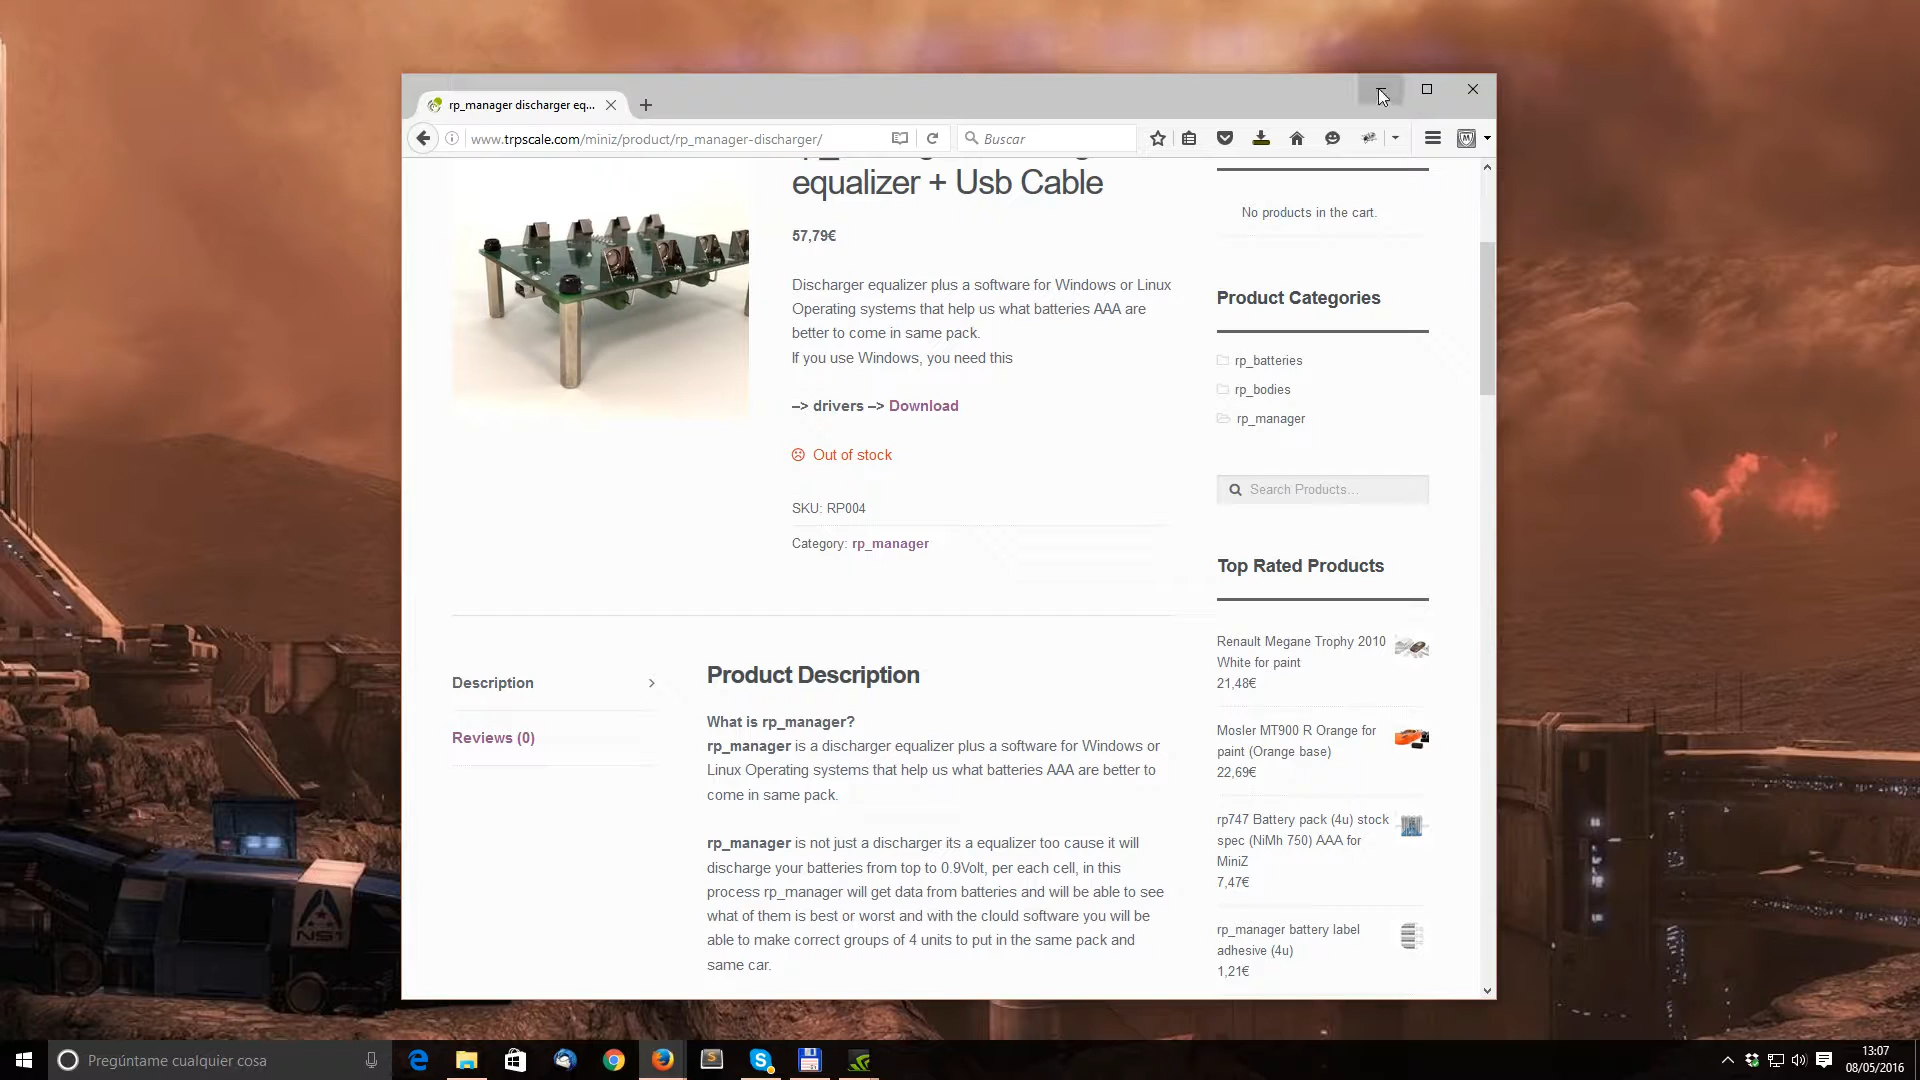 rp_manager discharger eq...
www.trpscale.com/miniz/product/rp_manager-discharger/
Buscar
equalizer + Usb Cable
57,79€
Discharger equalizer plus a software for Windows or Linux
Operating systems that help us what batteries AAA are
better to come in same pack.
If you use Windows, you need this
–> drivers –> Download
Out of stock
SKU: RP004
Category: rp_manager
No products in the cart.
Product Categories
rp_batteries
rp_bodies
rp_manager
Search Products...
Top Rated Products
Renault Megane Trophy 2010
White for paint
21,48€
Mosler MT900 R Orange for
paint (Orange base)
22,69€
rp747 Battery pack (4u) stock
spec (NiMh 750) AAA for
MiniZ
7,47€
rp_manager battery label
adhesive (4u)
1,21€
Description
Reviews (0)
Product Description
What is rp_manager?
rp_manager is a discharger equalizer plus a software for Windows or
Linux Operating systems that help us what batteries AAA are better to
come in same pack.
rp_manager is not just a discharger its a equalizer too cause it will
discharge your batteries from top to 0.9Volt, per each cell, in this
process rp_manager will get data from batteries and will be able to see
what of them is best or worst and with the clould software you will be
able to make correct groups of 4 units to put in the same pack and
same car.
NS1
Pregúntame cualquier cosa
13:07
08/05/2016